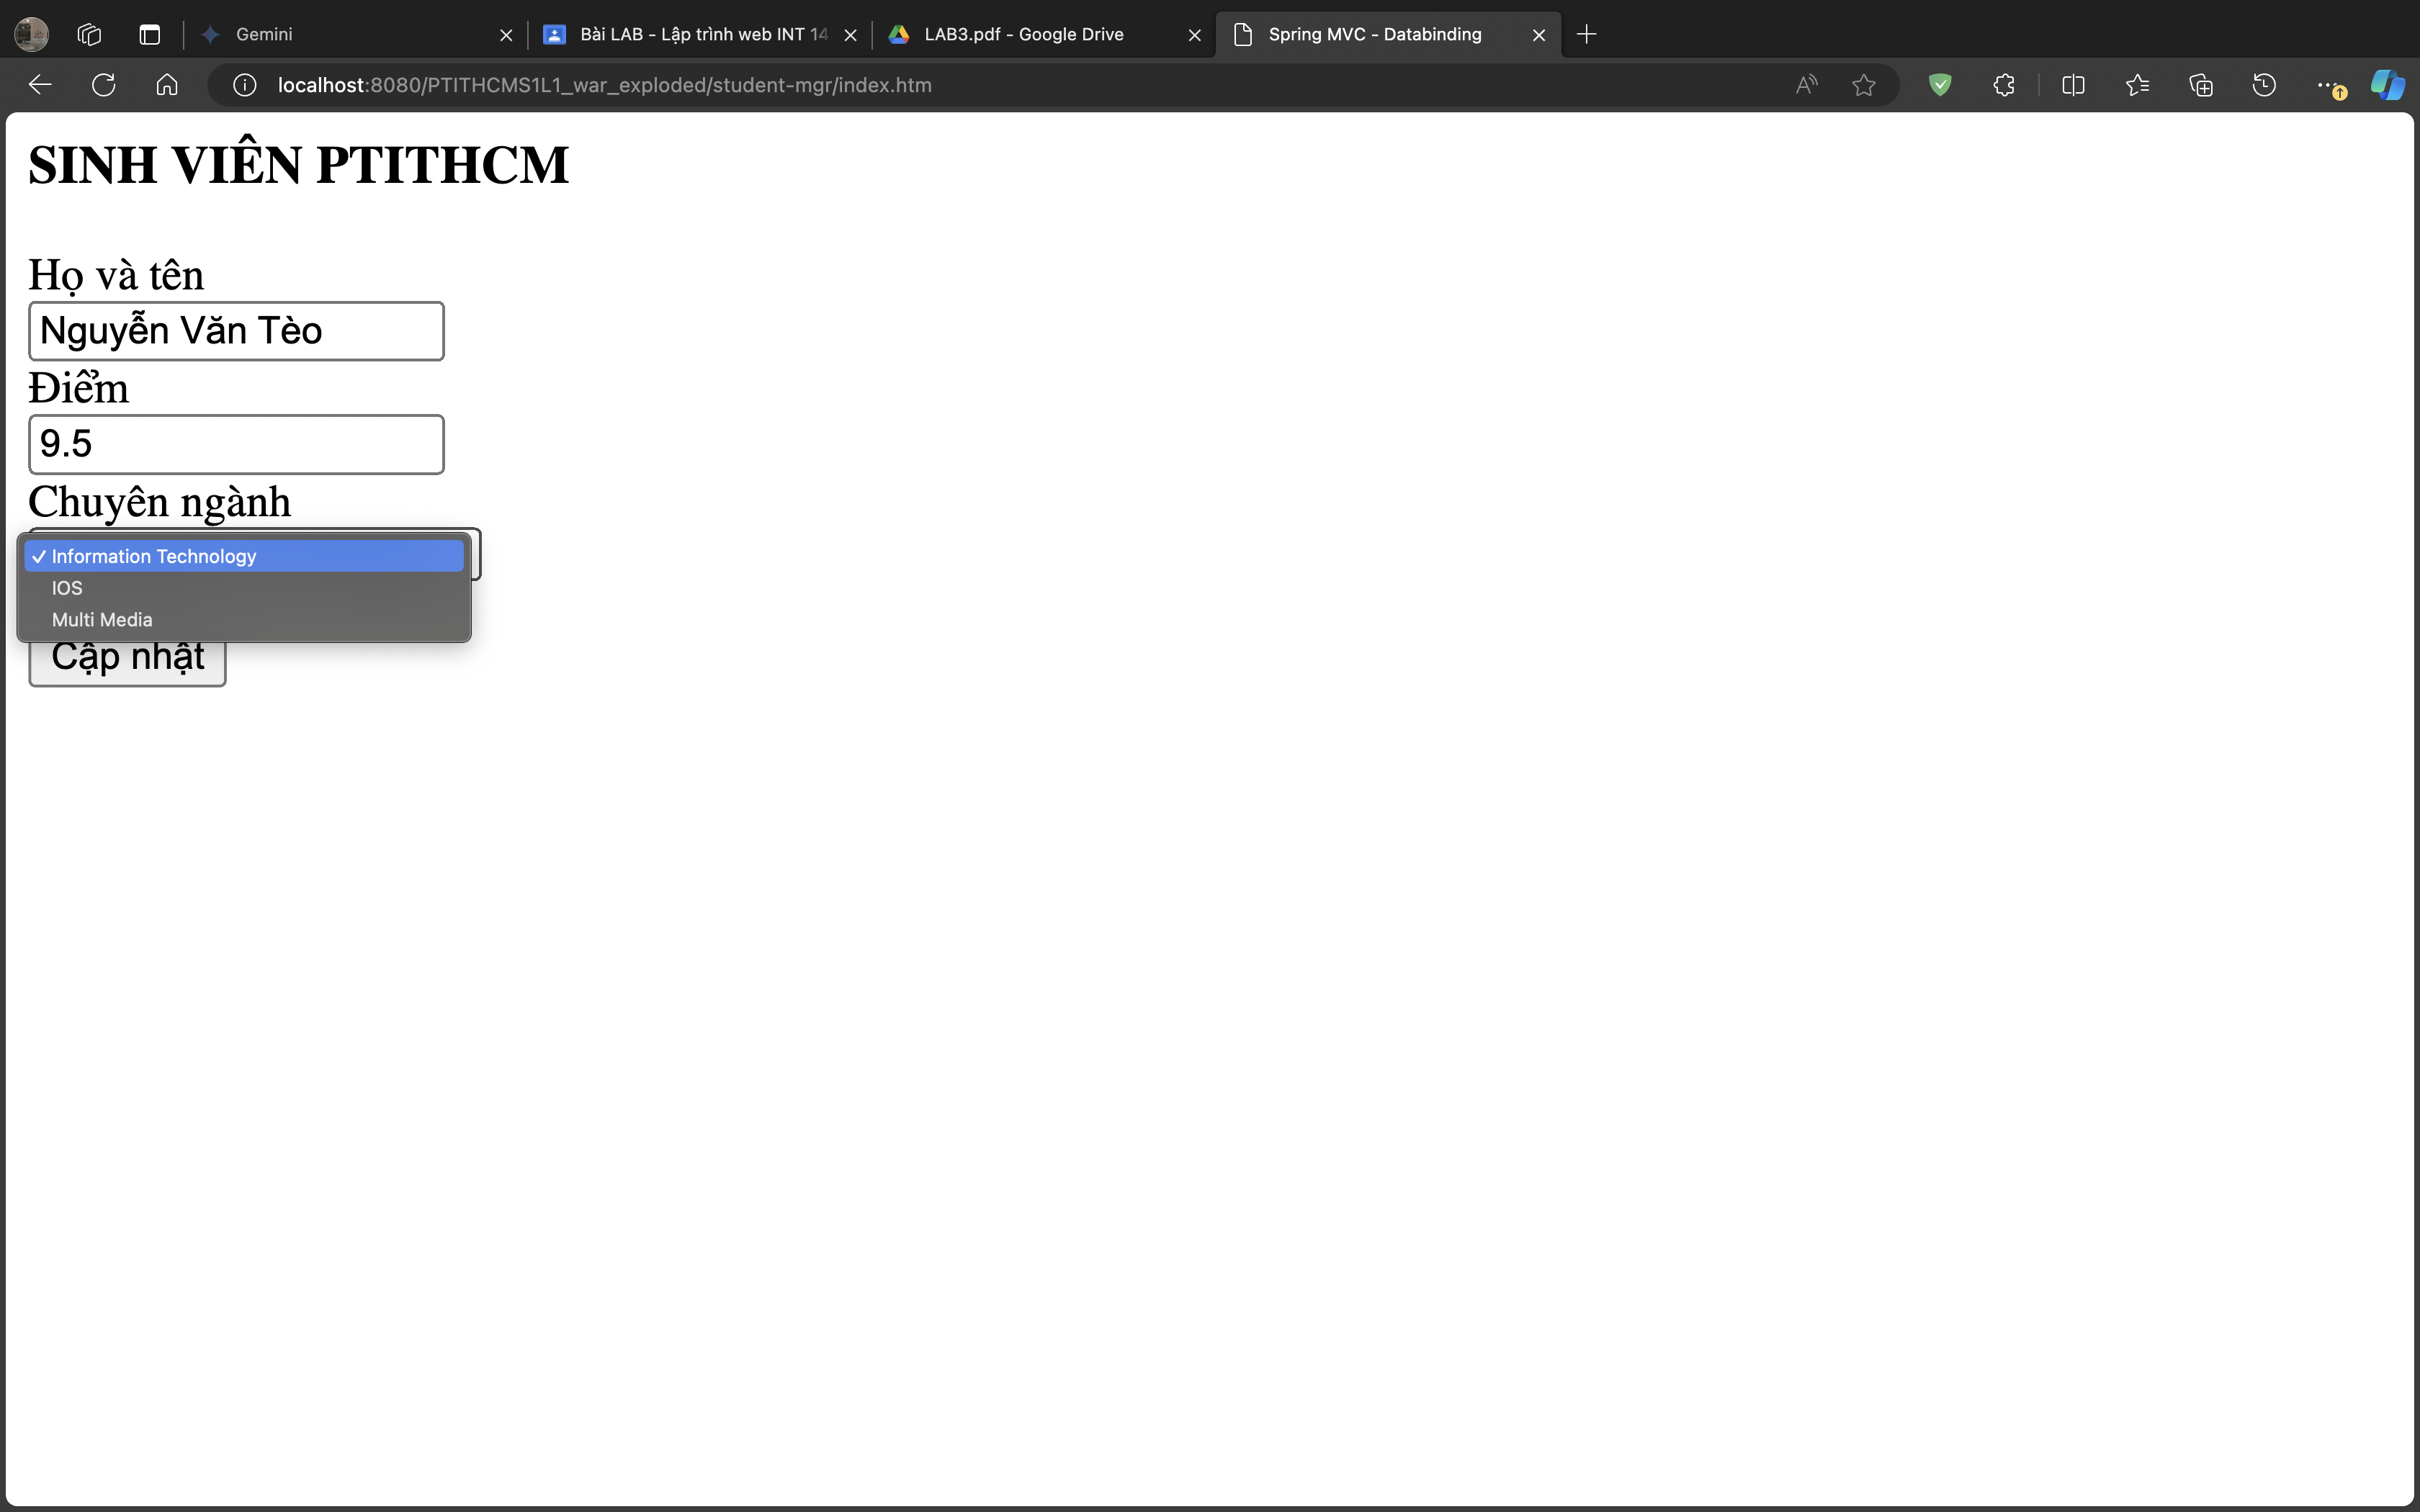 Gemini
Bài LAB - Lập trình web INT 14
LAB3.pdf - Google Drive
Spring MVC - Databinding
localhost:8080/PTITHCMS1L1_war_exploded/student-mgr/index.htm
SINH VIÊN PTITHCM
Họ và tên
Nguyễn Văn Tèo
Điểm
9.5
Chuyên ngành
Information Technology
IOS
Multi Media
Cập nhật